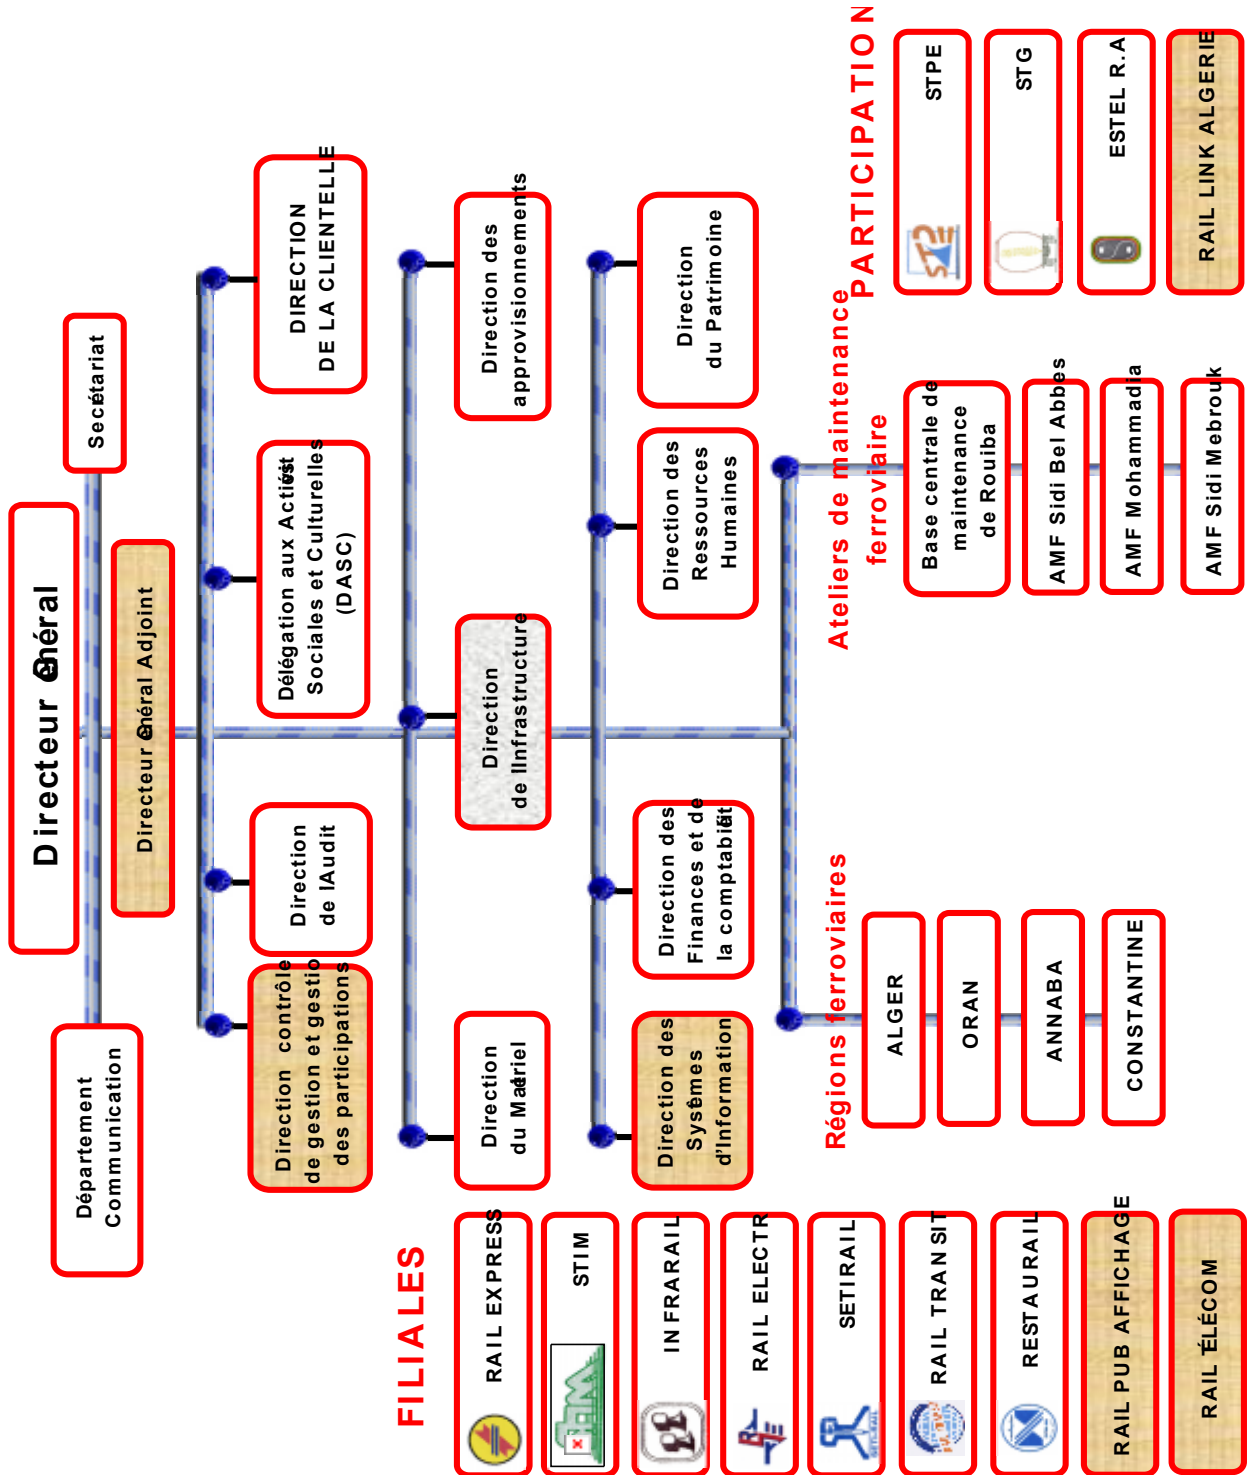 Directeur Général
Secrétariat
Département
Communication
Directeur Général Adjoint
Direction contrôle
de gestion et gestio
des participations
Direction
de lAudit
Délégation aux Activités
Sociales et Culturelles
(DASC)
DIRECTION
DE LA CLIENTELLE
Direction
du Matériel
Direction
de lInfrastructure
Direction des
approvisionnements
Direction des
Systèmes
d'Information
Direction des
Finances et de
la comptabilité
Direction des
Ressources
Humaines
Direction
du Patrimoine
FILIALES
RAIL EXPRESS
STIM
INFRARAIL
RAIL ELECTR
SETIRAIL
RAIL TRANSIT
RESTAURAIL
RAIL PUB AFFICHAGE
RAIL TÉLÉCOM
Régions ferroviaires
ALGER
ORAN
ANNABA
CONSTANTINE
Ateliers de maintenance
ferroviaire
Base centrale de
maintenance
de Rouiba
AMF Sidi Bel Abbes
AMF Mohammadia
AMF Sidi Mebrouk
PARTICIPATION
STPE
STG
ESTEL R.A
RAIL LINK ALGERIE